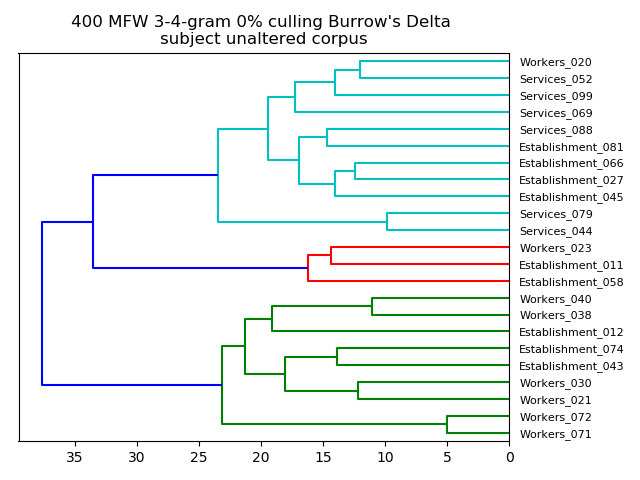 400 MFW 3-4-gram 0% culling Burrow's Delta
subject unaltered corpus
Workers_020
Services_052
Services_099
Services_069
Services_088
Establishment_081
Establishment_066
Establishment_027
Establishment_045
Services_079
Services_044
Workers_023
Establishment_011
Establishment_058
Workers_040
Workers_038
Establishment_012
Establishment_074
Establishment_043
Workers_030
Workers_021
Workers_072
Workers_071
35 30 25 20 15 10 5 0